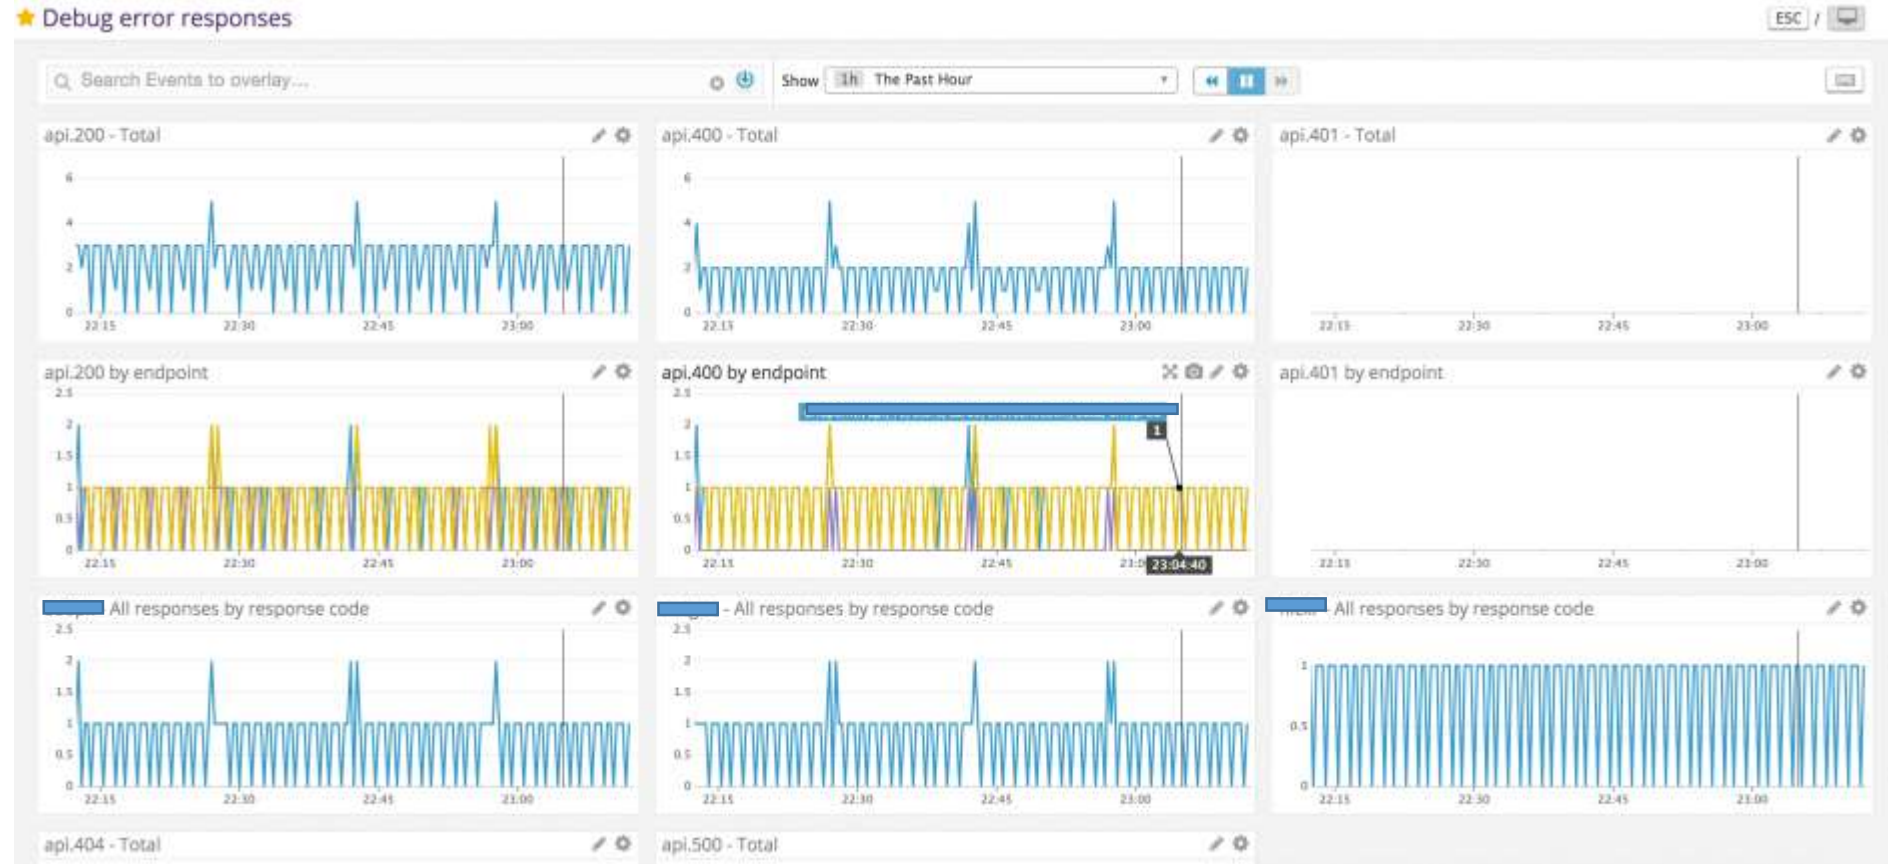 Debug error responses
ESC /
Search Events to overlay...
Show 1h The Past Hour
api.200 - Total
6
4
2
0
22:15 22:30 22:45 23:00
api.400 - Total
6
4
2
0
22:15 22:30 22:45 23:00
api.401 - Total
22:15 22:30 22:45 23:00
api.200 by endpoint
2.5
2
1.5
1
0.5
0
22:15 22:30 22:45 23:00
api.400 by endpoint
2.5
2
1.5
1
0.5
0
1
22:15 22:30 22:45 23:04:40
api.401 by endpoint
22:15 22:30 22:45 23:00
All responses by response code
2.5
2
1.5
1
0.5
0
22:15 22:30 22:45 23:00
- All responses by response code
2.5
2
1.5
1
0.5
0
22:15 22:30 22:45 23:00
All responses by response code
1
0.5
0
22:15 22:30 22:45 23:00
api.404 - Total
api.500 - Total